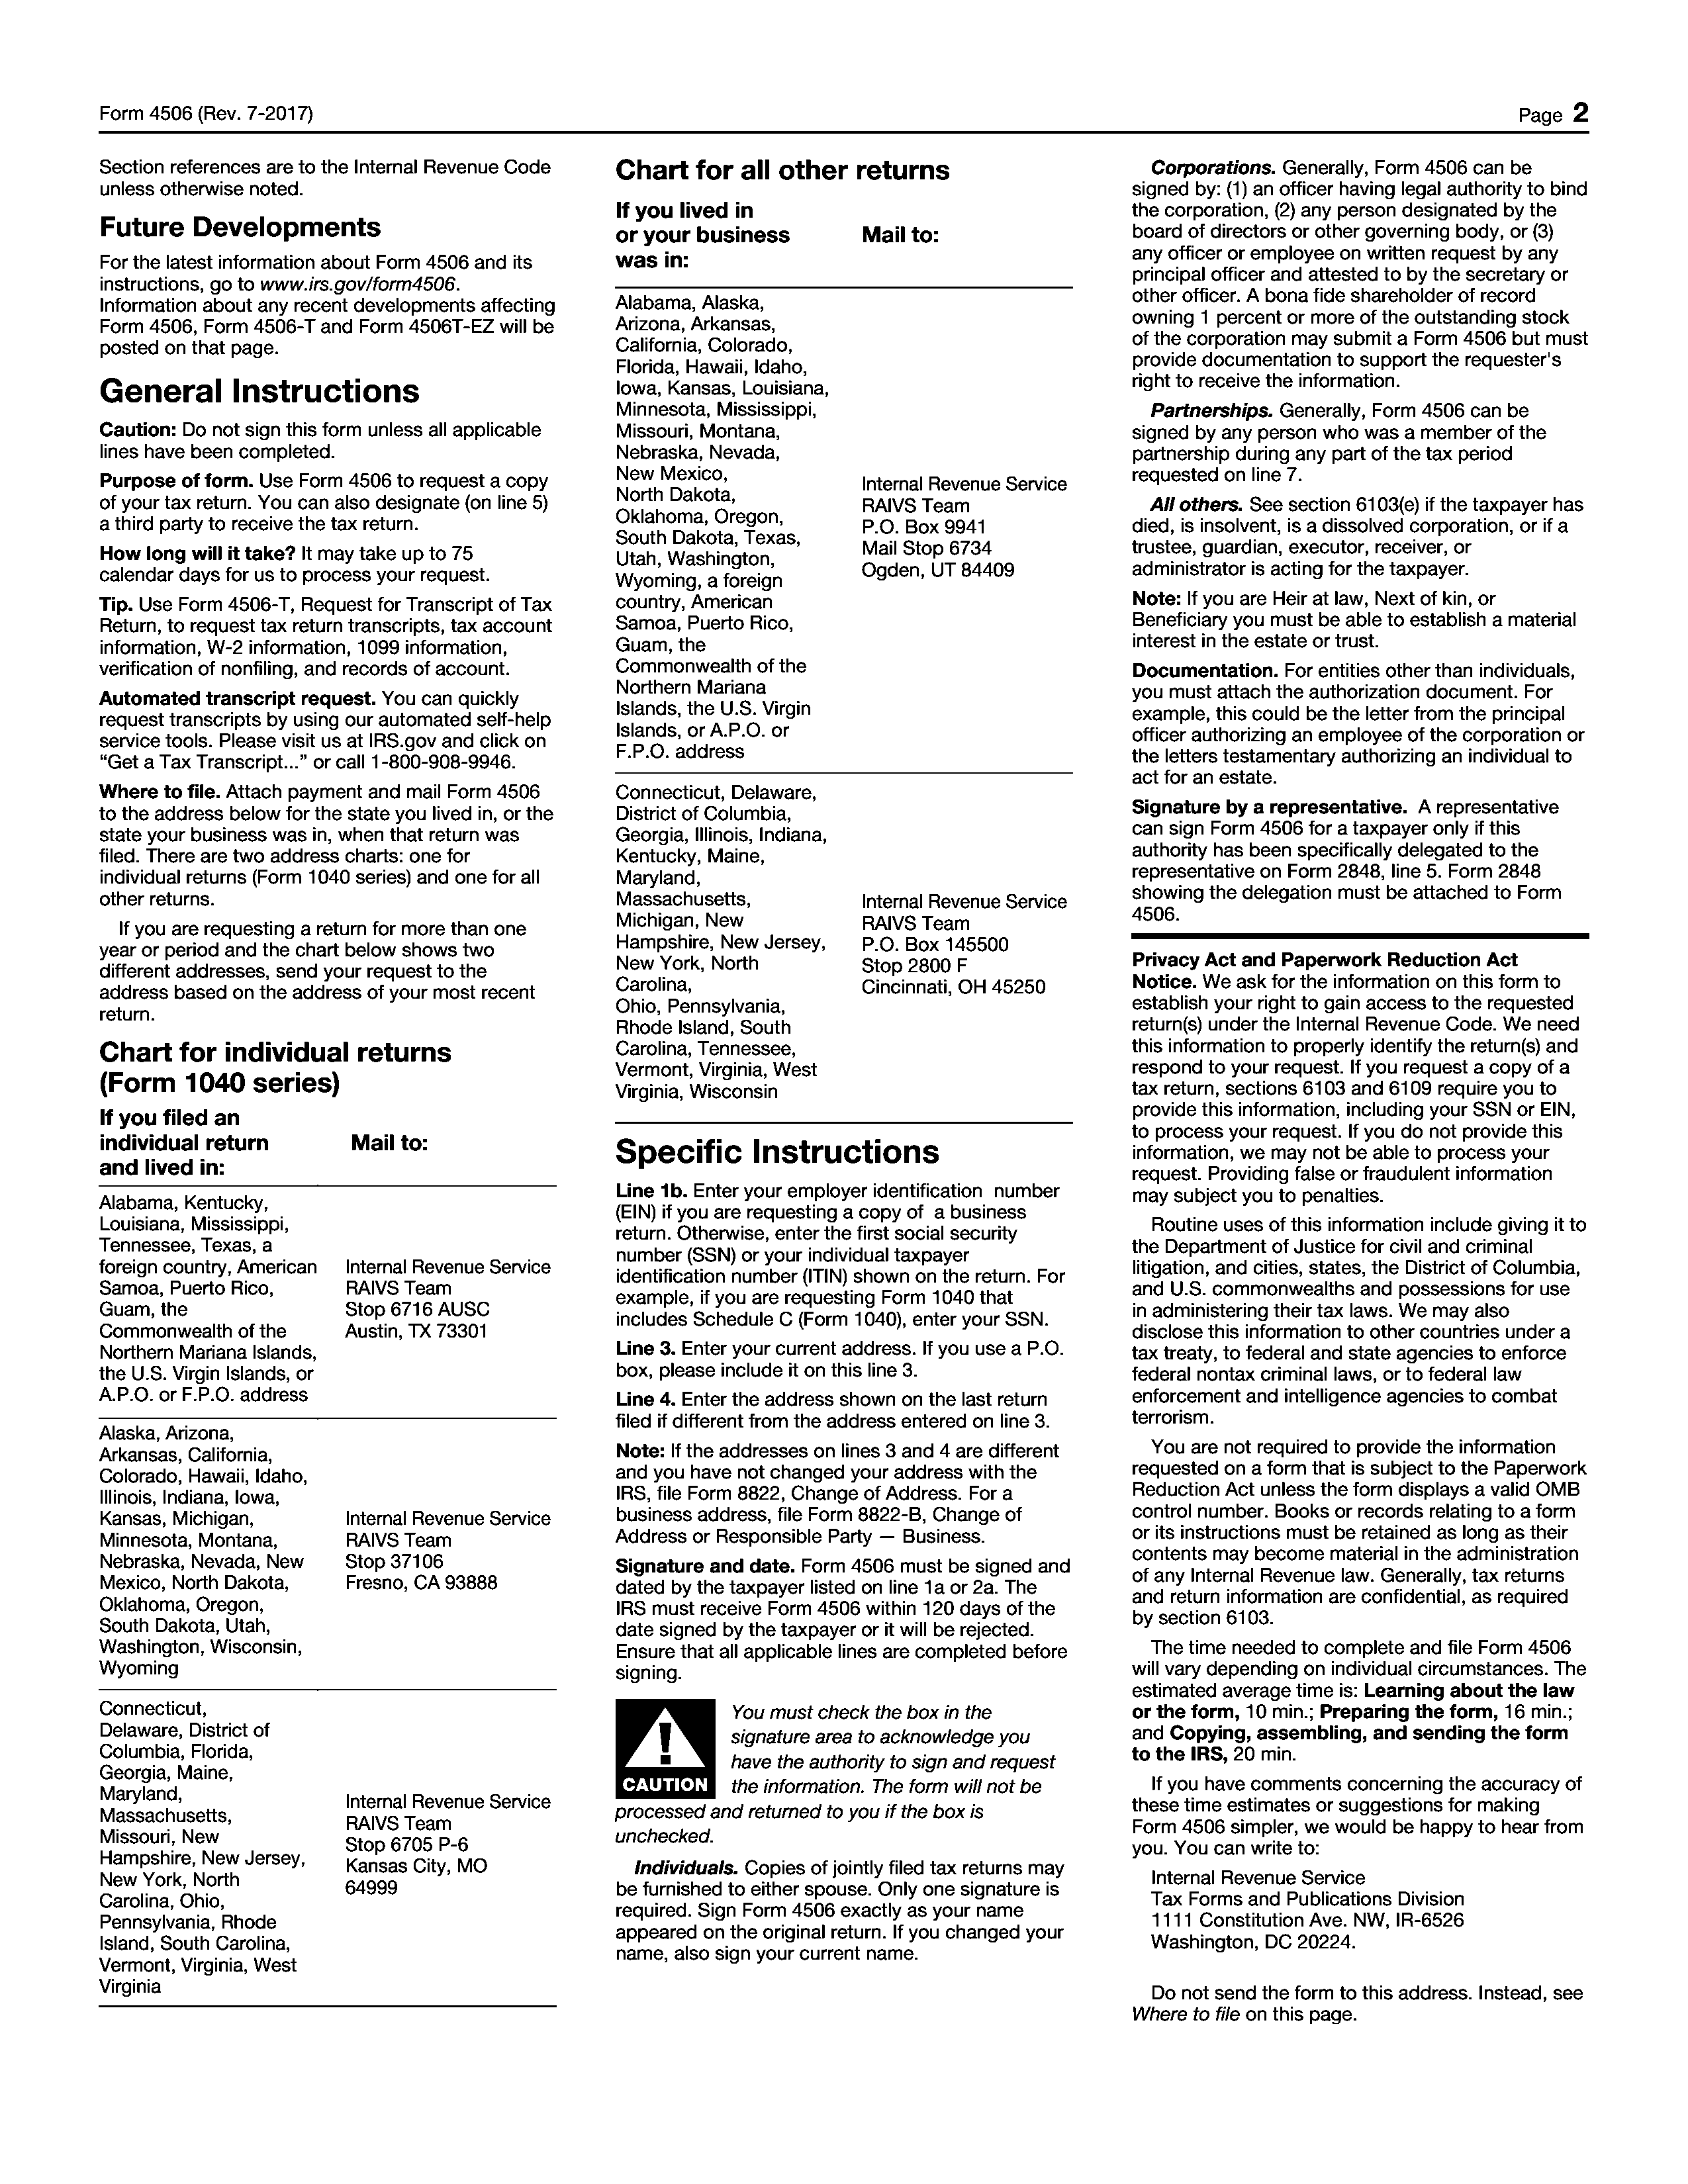 Form 4506 (Rev. 7-2017)
Page 2
Section references are to the Internal Revenue Code
unless otherwise noted.
Future Developments
For the latest information about Form 4506 and its
instructions, go to www.irs.gov/form4506.
Information about any recent developments affecting
Form 4506, Form 4506-T and Form 4506T-EZ will be
posted on that page.
General Instructions
Caution: Do not sign this form unless all applicable
lines have been completed.
Purpose of form. Use Form 4506 to request a copy
of your tax return. You can also designate (on line 5)
a third party to receive the tax return.
How long will it take? It may take up to 75
calendar days for us to process your request.
Tip. Use Form 4506-T, Request for Transcript of Tax
Return, to request tax return transcripts, tax account
information, W-2 information, 1099 information,
verification of nonfiling, and records of account.
Automated transcript request. You can quickly
request transcripts by using our automated self-help
service tools. Please visit us at IRS.gov and click on
“Get a Tax Transcript...” or call 1-800-908-9946.
Where to file. Attach payment and mail Form 4506
to the address below for the state you lived in, or the
state your business was in, when that return was
filed. There are two address charts: one for
individual returns (Form 1040 series) and one for all
other returns.
If you are requesting a return for more than one
year or period and the chart below shows two
different addresses, send your request to the
address based on the address of your most recent
return.
Chart for individual returns
(Form 1040 series)
If you filed an
individual return
and lived in:
Mail to:
Alabama, Kentucky,
Louisiana, Mississippi,
Tennessee, Texas, a
foreign country, American
Samoa, Puerto Rico,
Guam, the
Commonwealth of the
Northern Mariana Islands,
the U.S. Virgin Islands, or
A.P.O. or F.P.O. address
Internal Revenue Service
RAIVS Team
Stop 6716 AUSC
Austin, TX 73301
Alaska, Arizona,
Arkansas, California,
Colorado, Hawaii, Idaho,
Illinois, Indiana, Iowa,
Kansas, Michigan,
Minnesota, Montana,
Nebraska, Nevada, New
Mexico, North Dakota,
Oklahoma, Oregon,
South Dakota, Utah,
Washington, Wisconsin,
Wyoming
Internal Revenue Service
RAIVS Team
Stop 37106
Fresno, CA 93888
Connecticut,
Delaware, District of
Columbia, Florida,
Georgia, Maine,
Maryland,
Massachusetts,
Missouri, New
Hampshire, New Jersey,
New York, North
Carolina, Ohio,
Pennsylvania, Rhode
Island, South Carolina,
Vermont, Virginia, West
Virginia
Internal Revenue Service
RAIVS Team
Stop 6705 P-6
Kansas City, MO
64999
Chart for all other returns
If you lived in
or your business
was in:
Mail to:
Alabama, Alaska,
Arizona, Arkansas,
California, Colorado,
Florida, Hawaii, Idaho,
Iowa, Kansas, Louisiana,
Minnesota, Mississippi,
Missouri, Montana,
Nebraska, Nevada,
New Mexico,
North Dakota,
Oklahoma, Oregon,
South Dakota, Texas,
Utah, Washington,
Wyoming, a foreign
country, American
Samoa, Puerto Rico,
Guam, the
Commonwealth of the
Northern Mariana
Islands, the U.S. Virgin
Islands, or A.P.O. or
F.P.O. address
Internal Revenue Service
RAIVS Team
P.O. Box 9941
Mail Stop 6734
Ogden, UT 84409
Connecticut, Delaware,
District of Columbia,
Georgia, Illinois, Indiana,
Kentucky, Maine,
Maryland,
Massachusetts,
Michigan, New
Hampshire, New Jersey,
New York, North
Carolina,
Ohio, Pennsylvania,
Rhode Island, South
Carolina, Tennessee,
Vermont, Virginia, West
Virginia, Wisconsin
Internal Revenue Service
RAIVS Team
P.O. Box 145500
Stop 2800 F
Cincinnati, OH 45250
Specific Instructions
Line 1b. Enter your employer identification number
(EIN) if you are requesting a copy of a business
return. Otherwise, enter the first social security
number (SSN) or your individual taxpayer
identification number (ITIN) shown on the return. For
example, if you are requesting Form 1040 that
includes Schedule C (Form 1040), enter your SSN.
Line 3. Enter your current address. If you use a P.O.
box, please include it on this line 3.
Line 4. Enter the address shown on the last return
filed if different from the address entered on line 3.
Note: If the addresses on lines 3 and 4 are different
and you have not changed your address with the
IRS, file Form 8822, Change of Address. For a
business address, file Form 8822-B, Change of
Address or Responsible Party — Business.
Signature and date. Form 4506 must be signed and
dated by the taxpayer listed on line 1a or 2a. The
IRS must receive Form 4506 within 120 days of the
date signed by the taxpayer or it will be rejected.
Ensure that all applicable lines are completed before
signing.
! CAUTION
You must check the box in the
signature area to acknowledge you
have the authority to sign and request
the information. The form will not be
processed and returned to you if the box is
unchecked.
Individuals. Copies of jointly filed tax returns may
be furnished to either spouse. Only one signature is
required. Sign Form 4506 exactly as your name
appeared on the original return. If you changed your
name, also sign your current name.
Corporations. Generally, Form 4506 can be
signed by: (1) an officer having legal authority to bind
the corporation, (2) any person designated by the
board of directors or other governing body, or (3)
any officer or employee on written request by any
principal officer and attested to by the secretary or
other officer. A bona fide shareholder of record
owning 1 percent or more of the outstanding stock
of the corporation may submit a Form 4506 but must
provide documentation to support the requester's
right to receive the information.
Partnerships. Generally, Form 4506 can be
signed by any person who was a member of the
partnership during any part of the tax period
requested on line 7.
All others. See section 6103(e) if the taxpayer has
died, is insolvent, is a dissolved corporation, or if a
trustee, guardian, executor, receiver, or
administrator is acting for the taxpayer.
Note: If you are Heir at law, Next of kin, or
Beneficiary you must be able to establish a material
interest in the estate or trust.
Documentation. For entities other than individuals,
you must attach the authorization document. For
example, this could be the letter from the principal
officer authorizing an employee of the corporation or
the letters testamentary authorizing an individual to
act for an estate.
Signature by a representative. A representative
can sign Form 4506 for a taxpayer only if this
authority has been specifically delegated to the
representative on Form 2848, line 5. Form 2848
showing the delegation must be attached to Form
4506.
Privacy Act and Paperwork Reduction Act
Notice. We ask for the information on this form to
establish your right to gain access to the requested
return(s) under the Internal Revenue Code. We need
this information to properly identify the return(s) and
respond to your request. If you request a copy of a
tax return, sections 6103 and 6109 require you to
provide this information, including your SSN or EIN,
to process your request. If you do not provide this
information, we may not be able to process your
request. Providing false or fraudulent information
may subject you to penalties.
Routine uses of this information include giving it to
the Department of Justice for civil and criminal
litigation, and cities, states, the District of Columbia,
and U.S. commonwealths and possessions for use
in administering their tax laws. We may also
disclose this information to other countries under a
tax treaty, to federal and state agencies to enforce
federal nontax criminal laws, or to federal law
enforcement and intelligence agencies to combat
terrorism.
You are not required to provide the information
requested on a form that is subject to the Paperwork
Reduction Act unless the form displays a valid OMB
control number. Books or records relating to a form
or its instructions must be retained as long as their
contents may become material in the administration
of any Internal Revenue law. Generally, tax returns
and return information are confidential, as required
by section 6103.
The time needed to complete and file Form 4506
will vary depending on individual circumstances. The
estimated average time is: Learning about the law
or the form, 10 min.; Preparing the form, 16 min.;
and Copying, assembling, and sending the form
to the IRS, 20 min.
If you have comments concerning the accuracy of
these time estimates or suggestions for making
Form 4506 simpler, we would be happy to hear from
you. You can write to:
Internal Revenue Service
Tax Forms and Publications Division
1111 Constitution Ave. NW, IR-6526
Washington, DC 20224.
Do not send the form to this address. Instead, see
Where to file on this page.